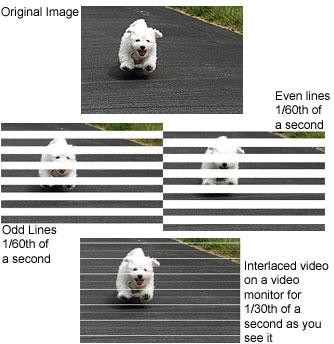 Original Image
Even lines
1/60th of
a second
Odd Lines
1/60th of
a second
Interlaced video
on a video
monitor for
1/30th of a
second as you
see it